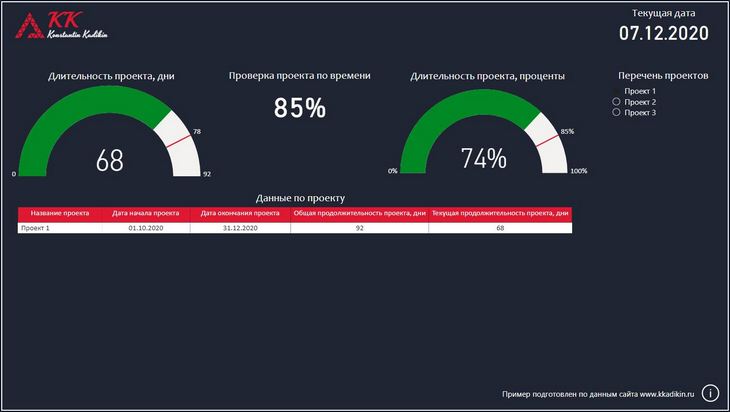 KK
Konstantin Kadikin
Текущая дата
07.12.2020
Длительность проекта, дни
Проверка проекта по времени
Длительность проекта, проценты
Перечень проектов
85%
Проект 1
Проект 2
Проект 3
78
85%
68
74%
0
92
0%
100%
Данные по проекту
Название проекта Дата начала проекта Дата окончания проекта Общая продолжительность проекта, дни Текущая продолжительность проекта, дни
Проект 1 01.10.2020 31.12.2020 92 68
Пример подготовлен по данным сайта www.kkadikin.ru
i